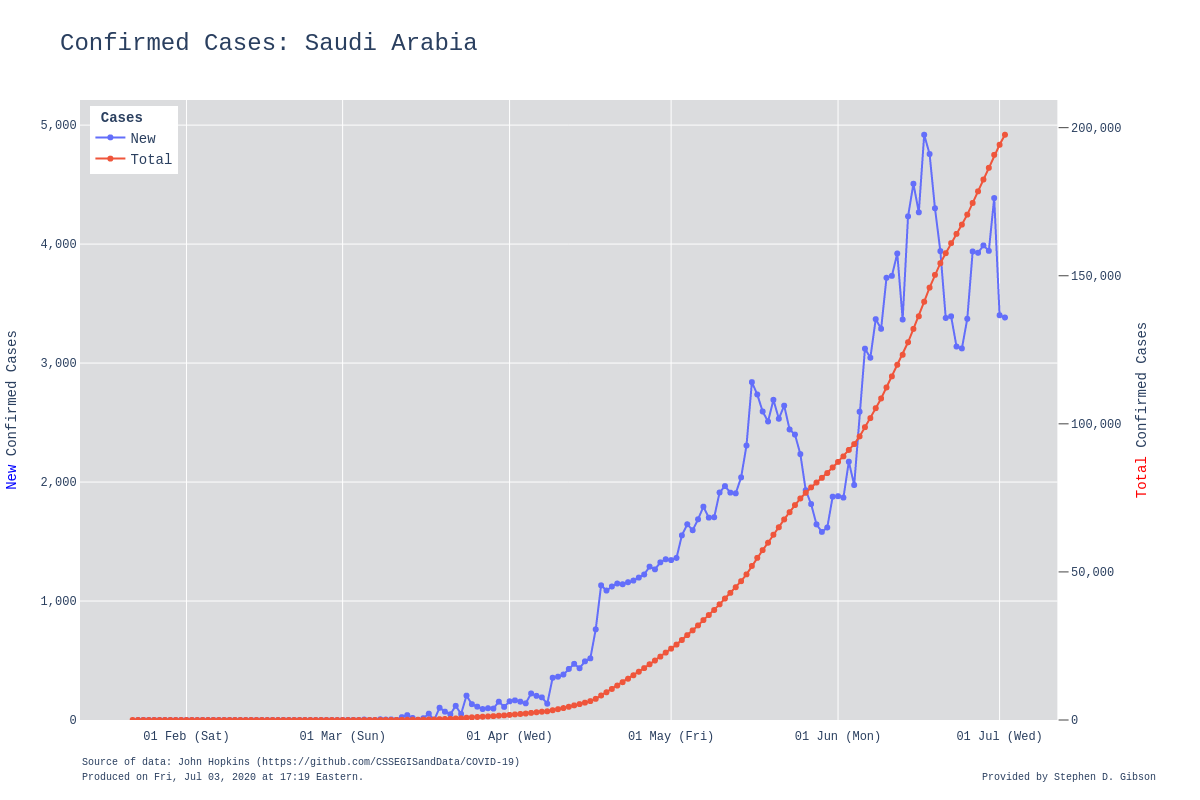 Confirmed Cases: Saudi Arabia
Cases
New
Total
5,000
4,000
3,000
2,000
1,000
0
200,000
150,000
100,000
50,000
0
New Confirmed Cases
Total Confirmed Cases
01 Feb (Sat) 01 Mar (Sun) 01 Apr (Wed) 01 May (Fri) 01 Jun (Mon) 01 Jul (Wed)
Source of data: John Hopkins (https://github.com/CSSEGISandData/COVID-19)
Produced on Fri, Jul 03, 2020 at 17:19 Eastern.
Provided by Stephen D. Gibson